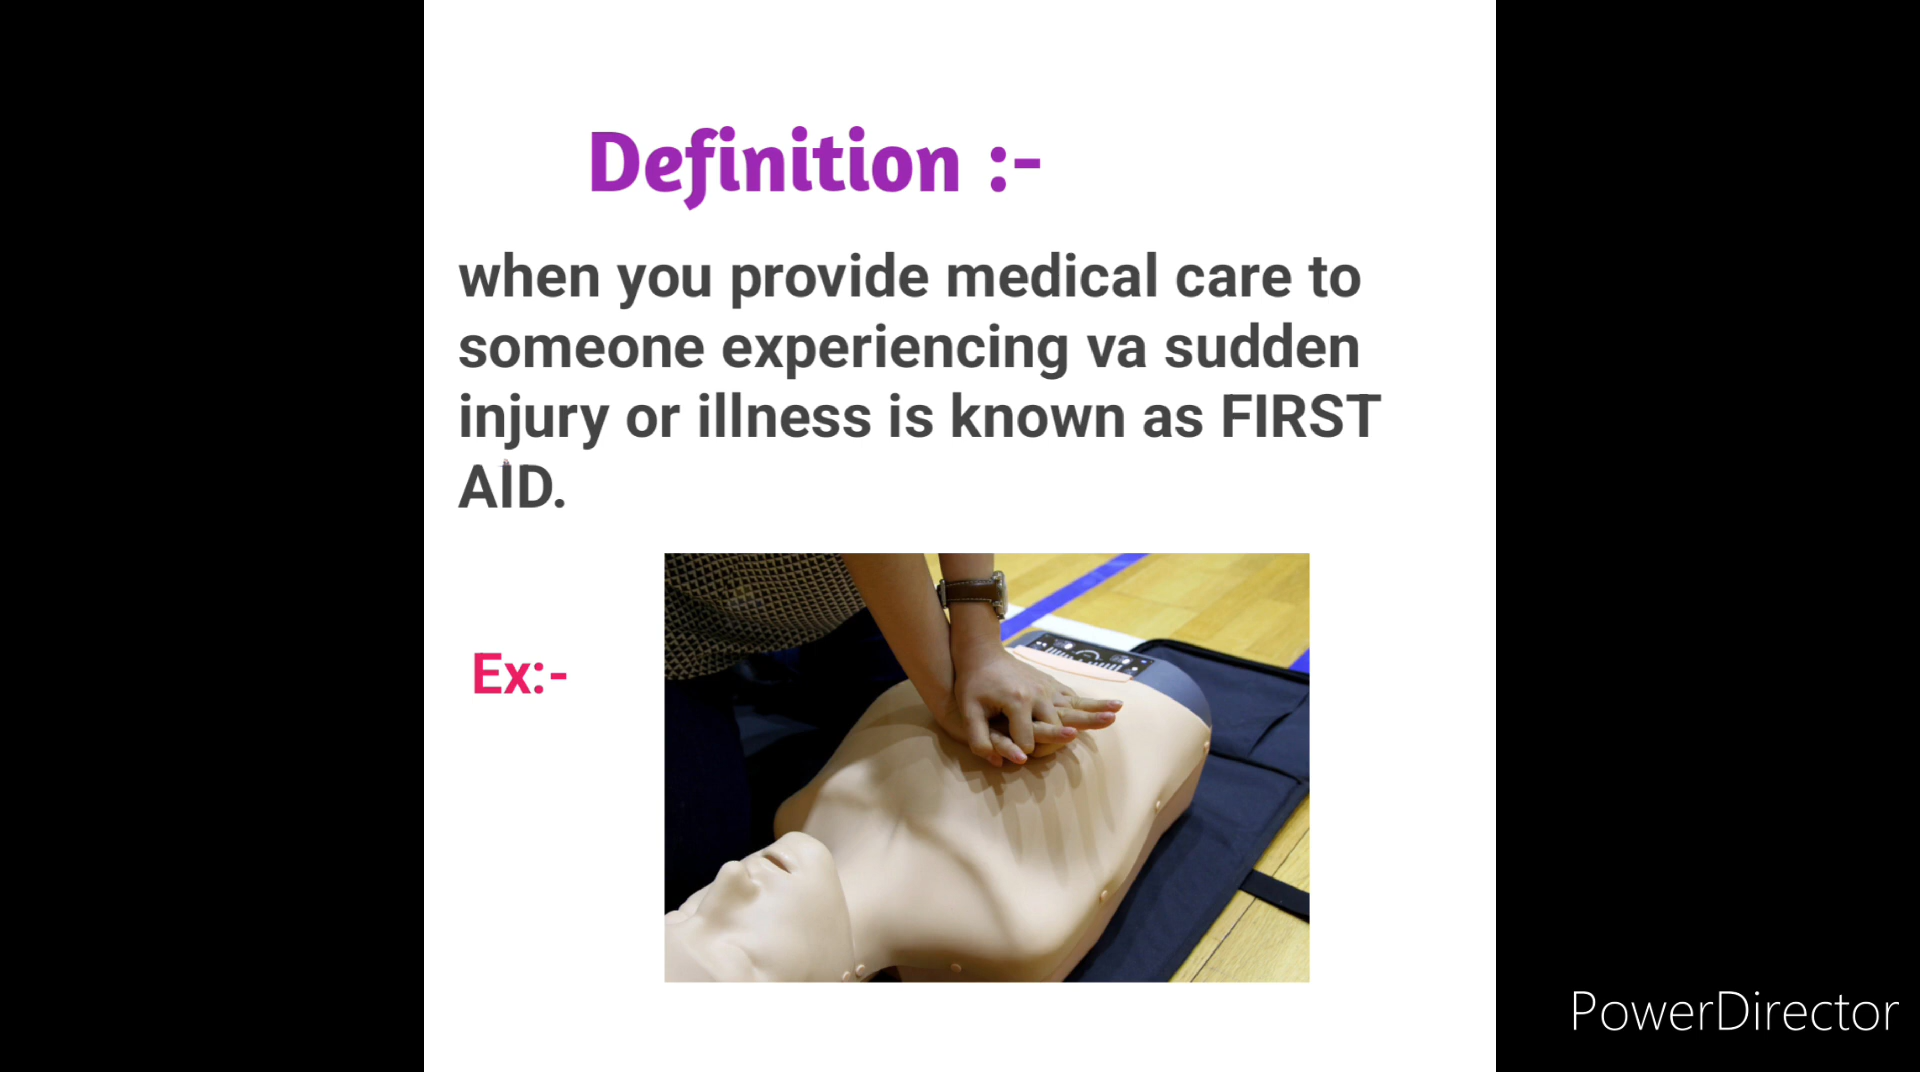 Definition :-
when you provide medical care to
someone experiencing va sudden
injury or illness is known as FIRST
AID.
Ex:-
PowerDirector